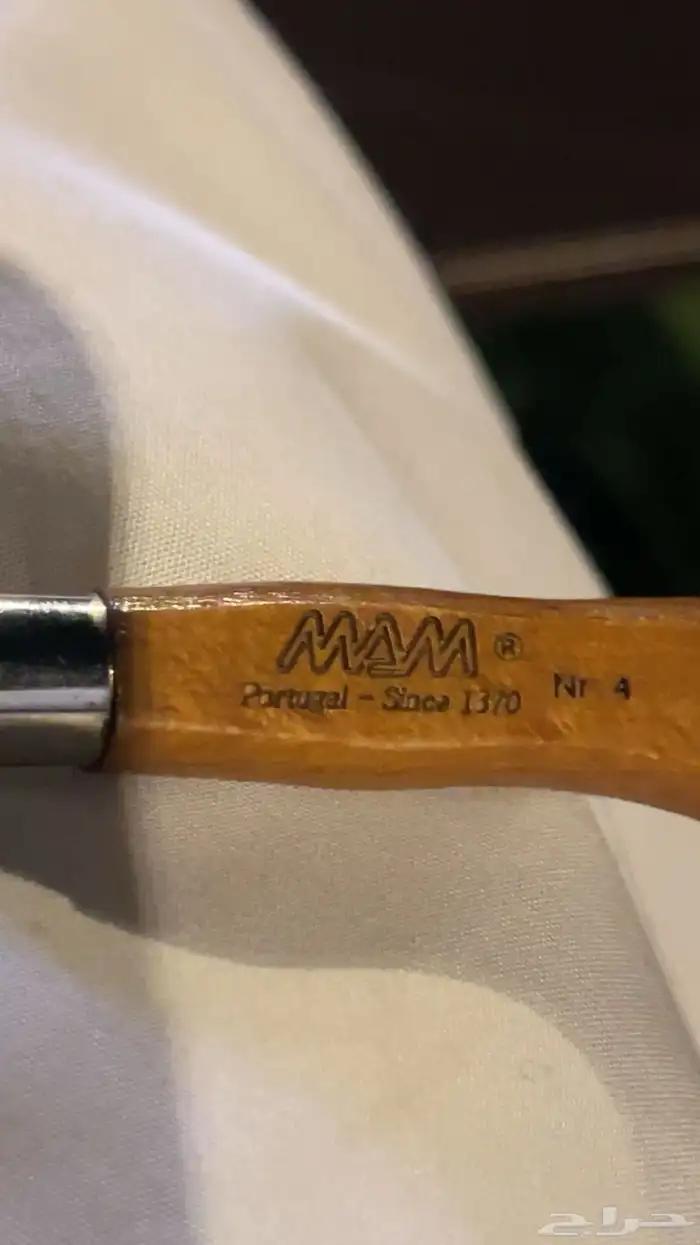 MAM ®
Portugal - Since 1370
Nr 4
حراج